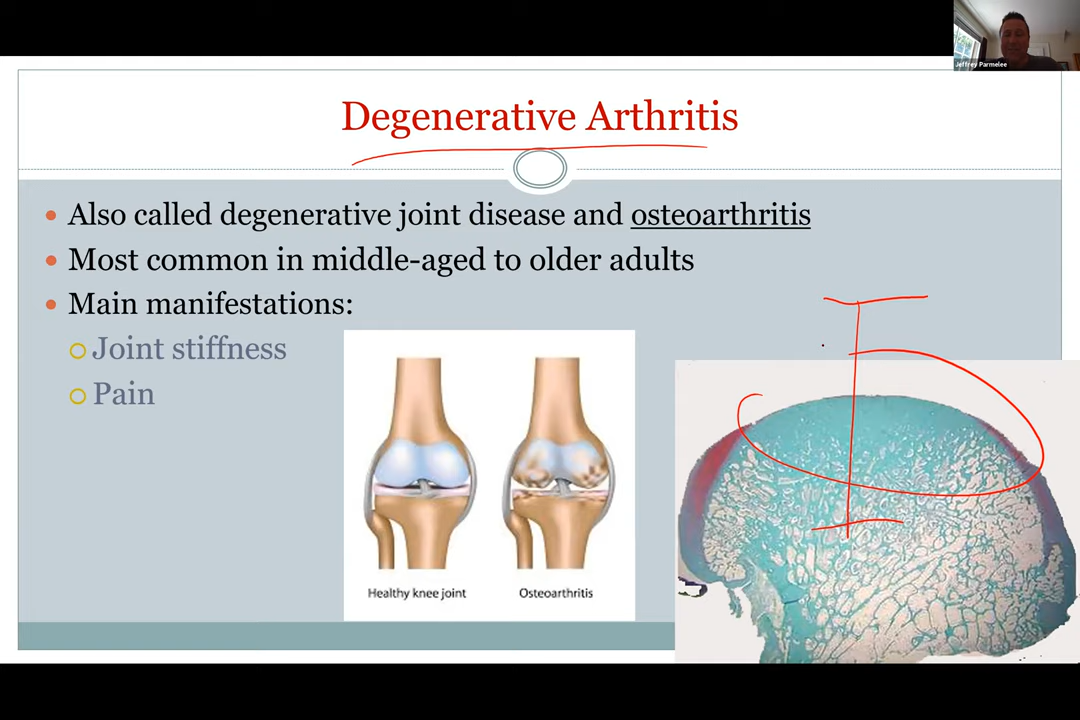 Jeffrey Parmelee
Degenerative Arthritis
Also called degenerative joint disease and osteoarthritis
Most common in middle-aged to older adults
Main manifestations:
Joint stiffness
Pain
Healthy knee joint
Osteoarthritis